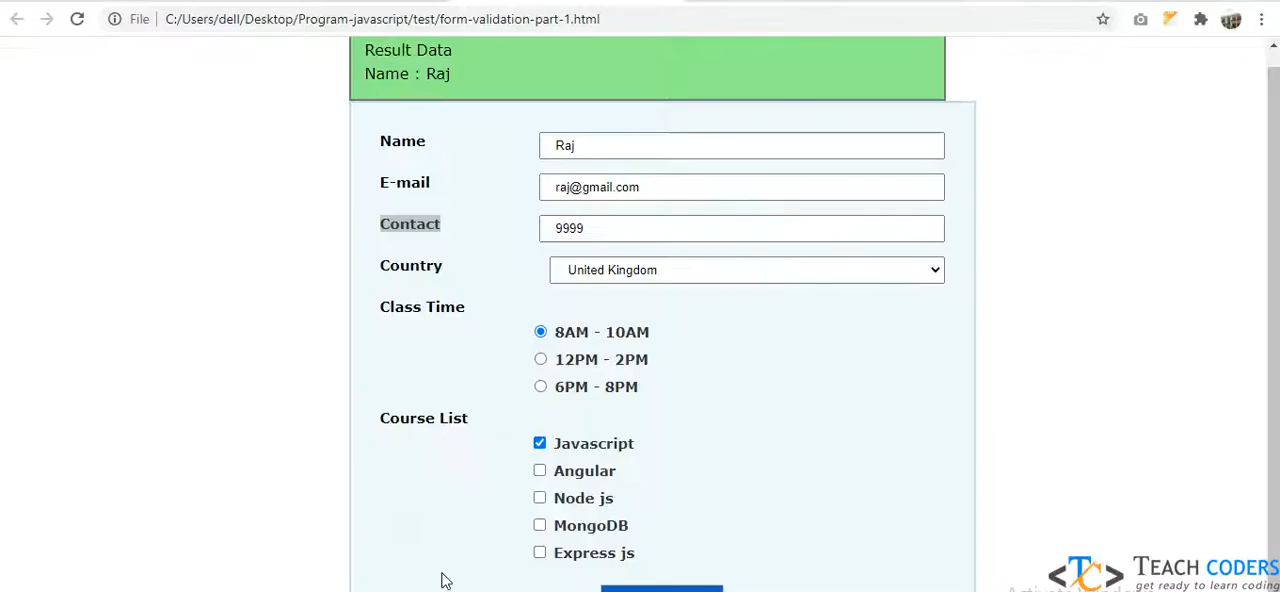 File
C:/Users/dell/Desktop/Program-javascript/test/form-validation-part-1.html
Result Data
Name : Raj
Name
Raj
E-mail
raj@gmail.com
Contact
9999
Country
United Kingdom
Class Time
8AM - 10AM
12PM - 2PM
6PM - 8PM
Course List
Javascript
Angular
Node js
MongoDB
Express js
<TC> TEACH CODERS
get ready to learn coding